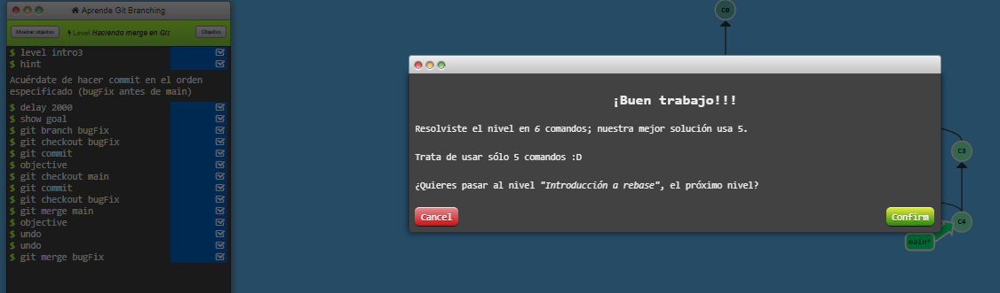 Aprende Git Branching
Mostrar objetivo
Level Haciendo merge en Git
Objetivo
$ level intro3
$ hint
Acuérdate de hacer commit en el orden
especificado (bugFix antes de main)
$ delay 2000
$ show goal
$ git branch bugFix
$ git checkout bugFix
$ git commit
$ objective
$ git checkout main
$ git commit
$ git checkout bugFix
$ git merge main
$ objective
$ undo
$ undo
$ git merge bugFix
C0
¡Buen trabajo!!!
Resolviste el nivel en 6 comandos; nuestra mejor solución usa 5.
Trata de usar sólo 5 comandos :D
¿Quieres pasar al nivel "Introducción a rebase", el próximo nivel?
Cancel
Confirm
C3
C4
main*